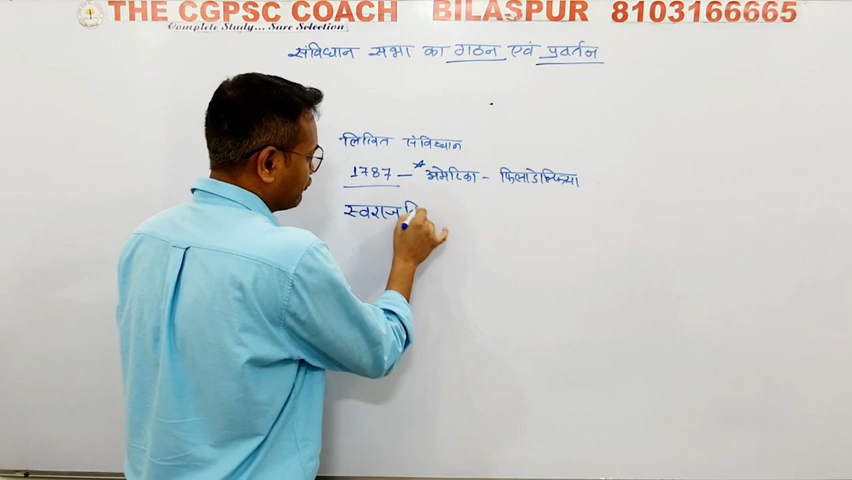 THE CGPSC COACH BILASPUR 8103166665
Complete Study... Sure Selection
संविधान सभा का गठन एवं प्रवर्तन
लिखित संविधान
1787 - * अमेरिका - फिलाडेल्फिया
स्वराज